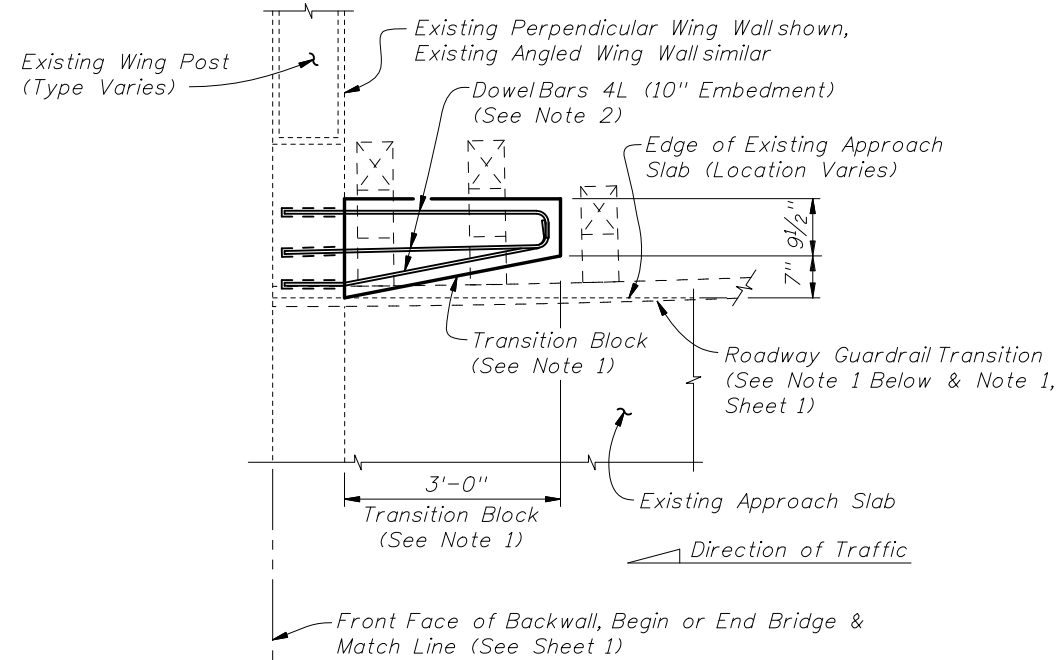 Existing Perpendicular Wing Wall shown,
Existing Angled Wing Wall similar
Existing Wing Post
(Type Varies)
Dowel Bars 4L (10" Embedment)
(See Note 2)
Edge of Existing Approach
Slab (Location Varies)
9½"
7"
Transition Block
(See Note 1)
Roadway Guardrail Transition
(See Note 1 Below & Note 1,
Sheet 1)
3'-0"
Transition Block
(See Note 1)
Existing Approach Slab
Direction of Traffic
Front Face of Backwall, Begin or End Bridge &
Match Line (See Sheet 1)